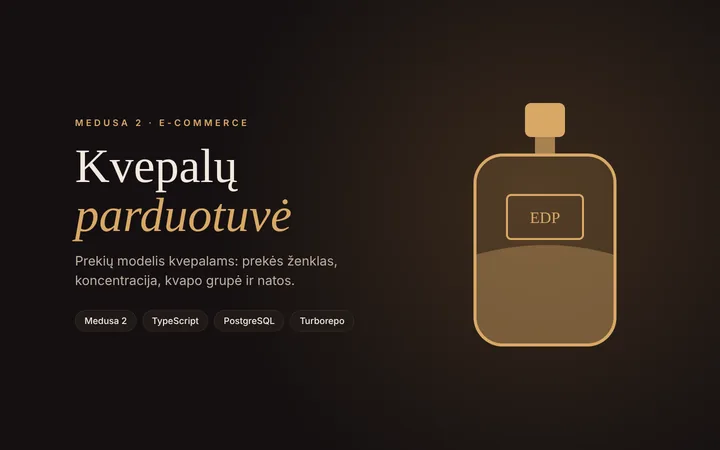 MEDUSA 2 · E-COMMERCE
Kvepalų
parduotuvė
Prekių modelis kvepalams: prekės ženklas,
koncentracija, kvapo grupė ir natos.
Medusa 2 TypeScript PostgreSQL Turborepo
EDP